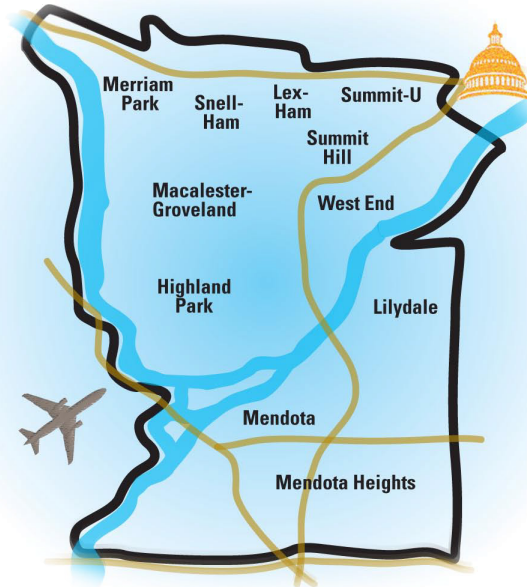 Merriam
Park
Snell-
Ham
Lex-
Ham
Summit-U
Summit
Hill
Macalester-
Groveland
West End
Highland
Park
Lilydale
Mendota
Mendota Heights